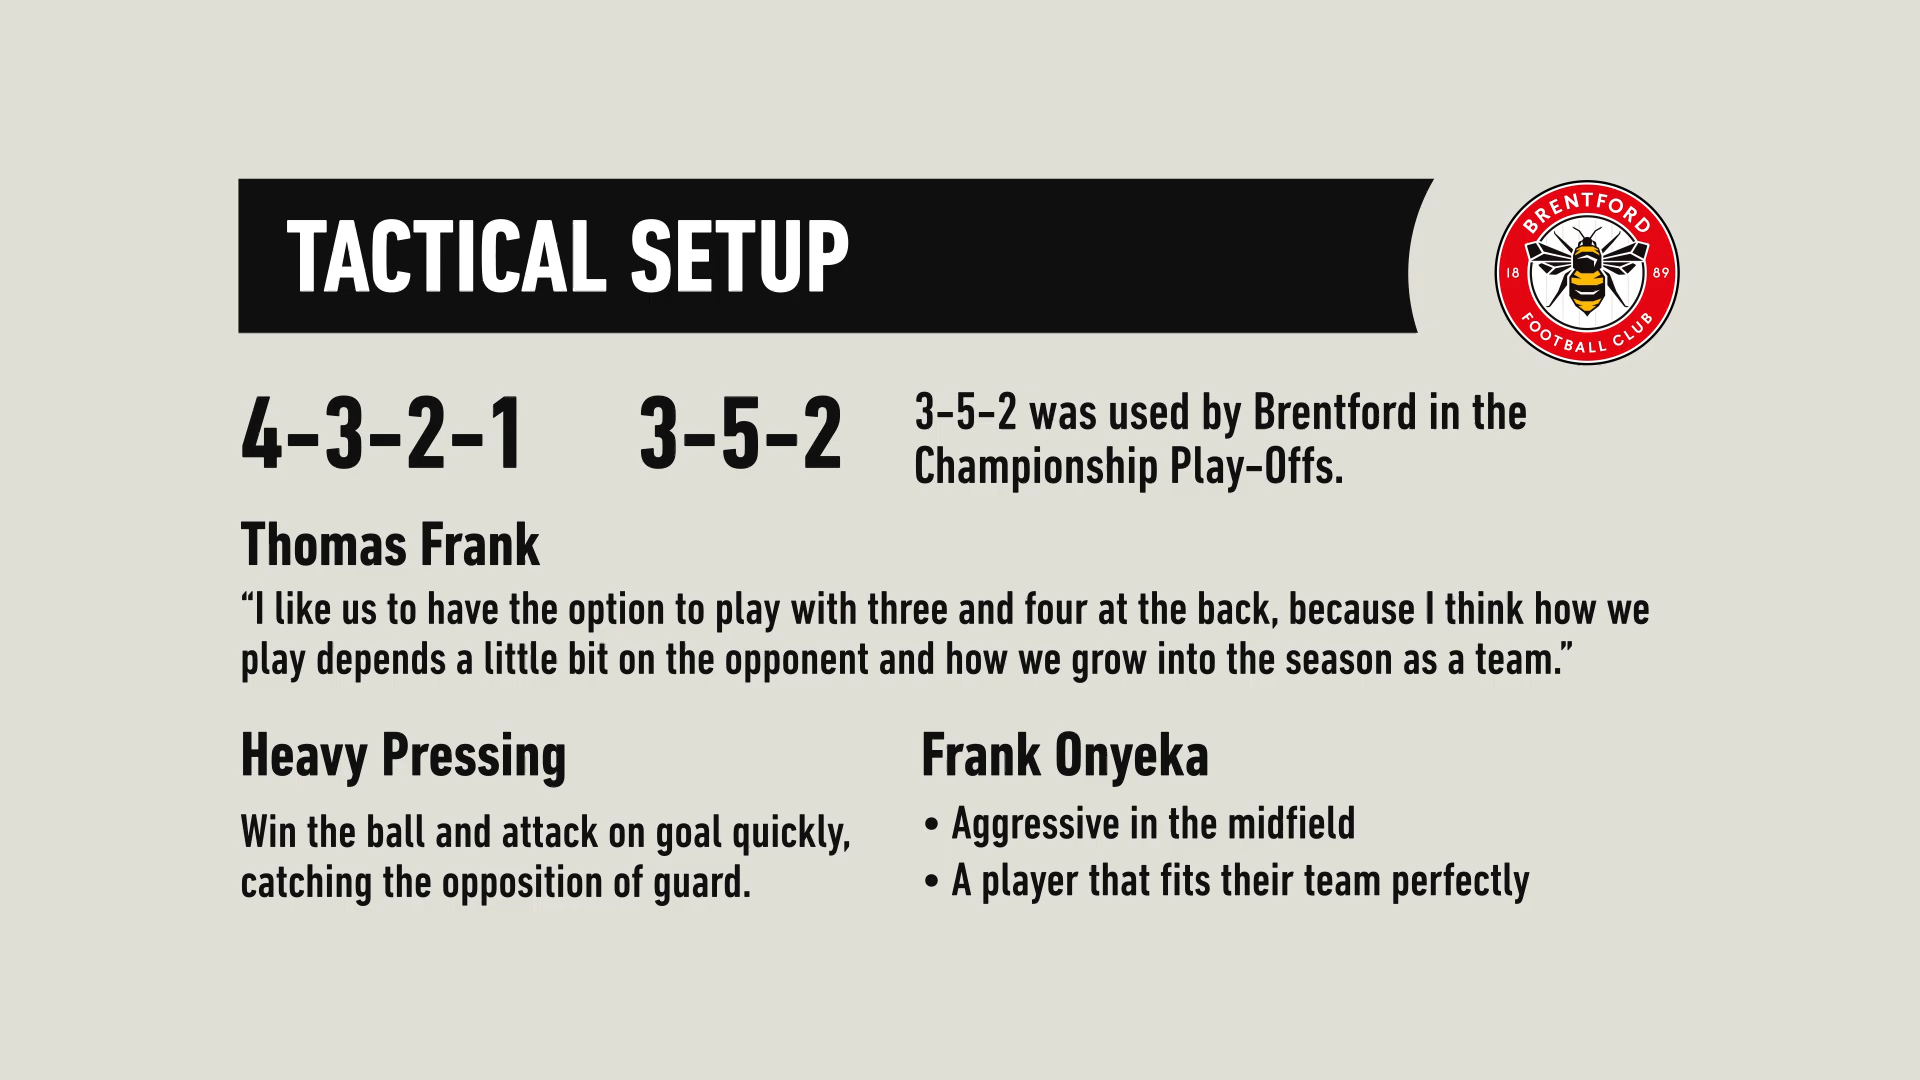 TACTICAL SETUP
BRENTFORD
18 89
FOOTBALL CLUB
4-3-2-1
3-5-2
3-5-2 was used by Brentford in the
Championship Play-Offs.
Thomas Frank
“I like us to have the option to play with three and four at the back, because I think how we
play depends a little bit on the opponent and how we grow into the season as a team.”
Heavy Pressing
Win the ball and attack on goal quickly,
catching the opposition of guard.
Frank Onyeka
• Aggressive in the midfield
• A player that fits their team perfectly